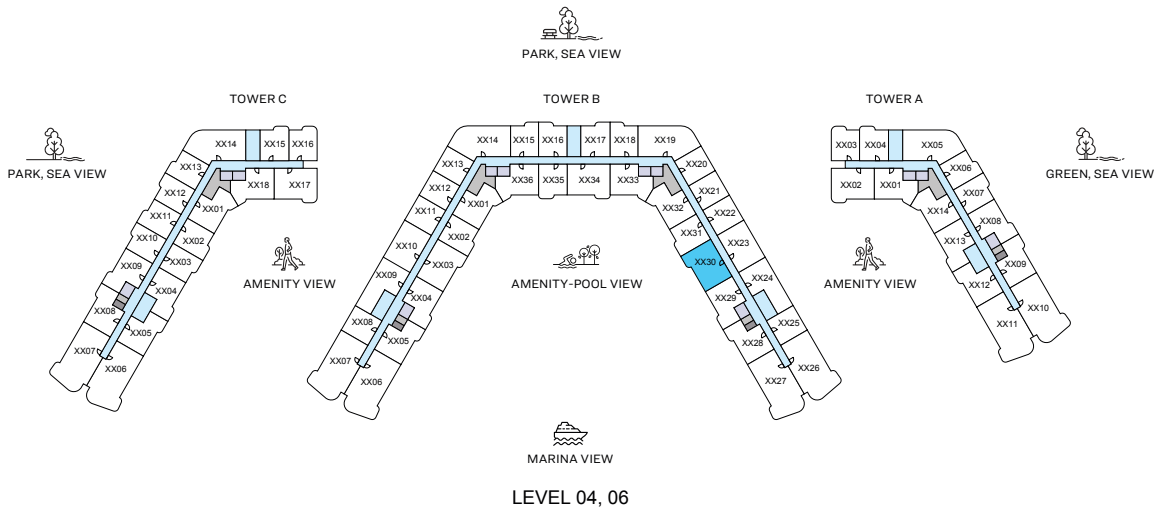 PARK, SEA VIEW
TOWER C
TOWER B
TOWER A
PARK, SEA VIEW
GREEN, SEA VIEW
XX14
XX15
XX16
XX13
XX12
XX11
XX10
XX09
XX08
XX07
XX06
XX05
XX04
XX03
XX02
XX01
XX18
XX17
AMENITY VIEW
XX14
XX15
XX16
XX17
XX18
XX19
XX13
XX12
XX11
XX10
XX09
XX08
XX07
XX06
XX05
XX04
XX03
XX02
XX01
XX36
XX35
XX34
XX33
XX20
XX21
XX22
XX23
XX24
XX25
XX26
XX27
XX28
XX29
XX30
XX31
XX32
AMENITY-POOL VIEW
AMENITY VIEW
XX03
XX04
XX05
XX02
XX01
XX06
XX07
XX08
XX09
XX10
XX11
XX12
XX13
XX14
MARINA VIEW
LEVEL 04, 06